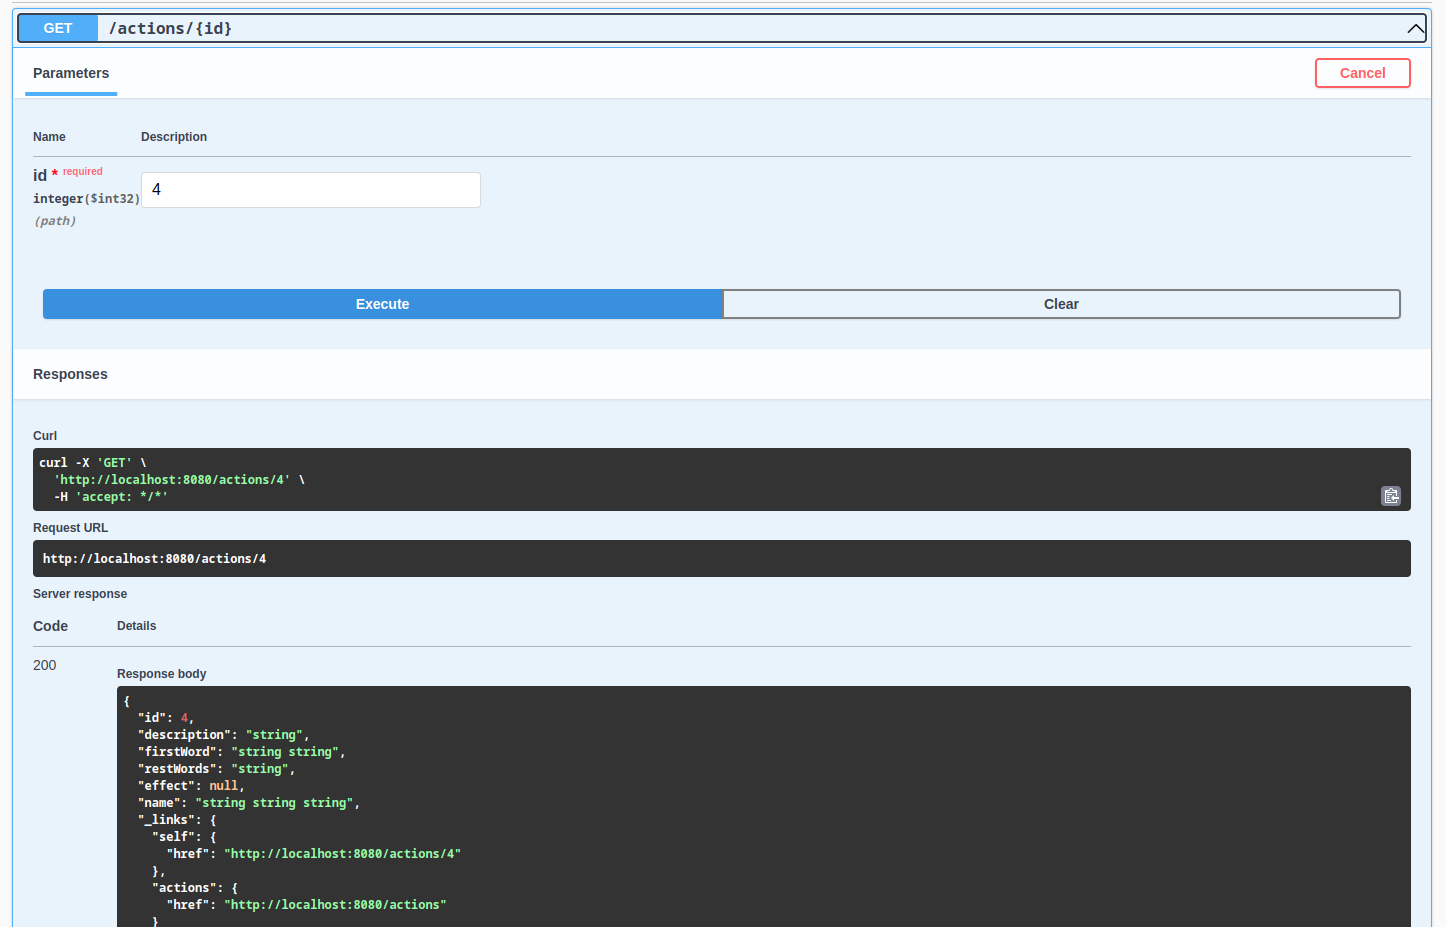 GET /actions/{id}
Parameters
Cancel
Name Description
id * required
integer($int32)
(path)
4
Execute Clear
Responses
Curl
curl -X 'GET' \
'http://localhost:8080/actions/4' \
-H 'accept: */*'
Request URL
http://localhost:8080/actions/4
Server response
Code Details
200
Response body
{
"id": 4,
"description": "string",
"firstWord": "string string",
"restWords": "string",
"effect": null,
"name": "string string string",
"_links": {
"self": {
"href": "http://localhost:8080/actions/4"
},
"actions": {
"href": "http://localhost:8080/actions"
}